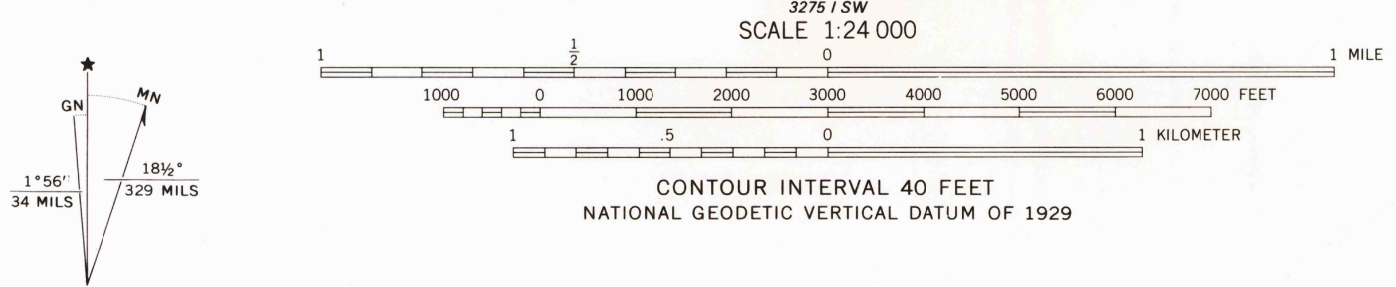 3275 I SW
SCALE 1:24 000
1 1/2 0 1 MILE
1000 0 1000 2000 3000 4000 5000 6000 7000 FEET
1 .5 0 1 KILOMETER
CONTOUR INTERVAL 40 FEET
NATIONAL GEODETIC VERTICAL DATUM OF 1929
★
GN MN
1°56′
34 MILS
18½°
329 MILS